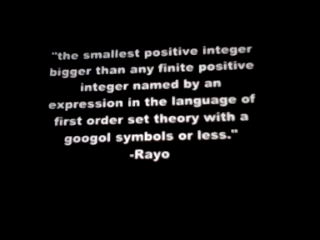 "the smallest positive integer
bigger than any finite positive
integer named by an
expression in the language of
first order set theory with a
googol symbols or less."
-Rayo